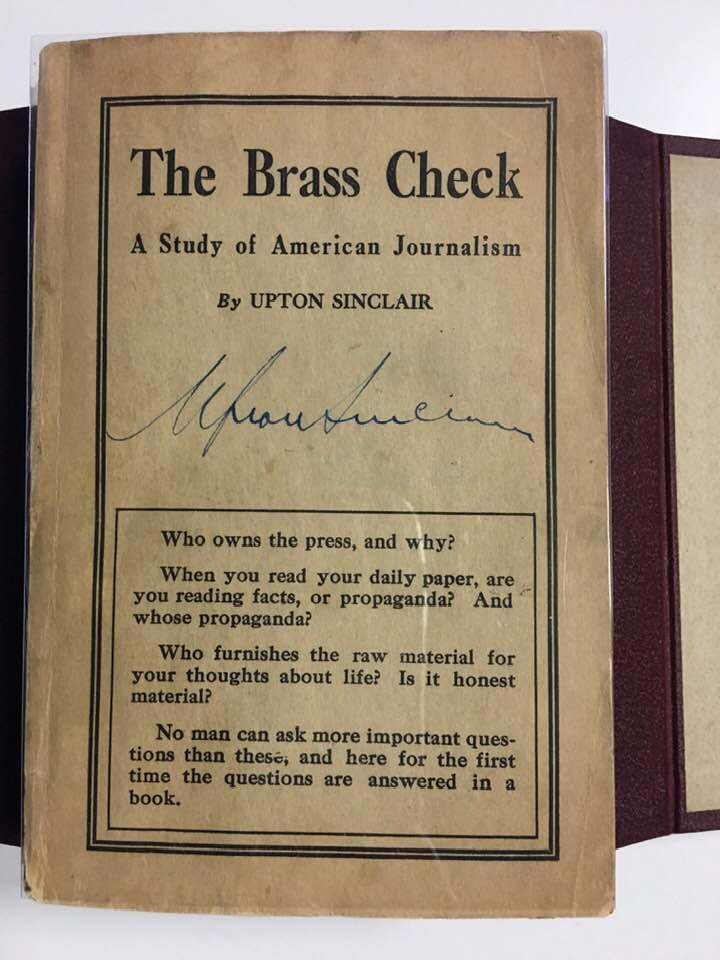 The Brass Check
A Study of American Journalism
By UPTON SINCLAIR
Upton Sinclair
Who owns the press, and why?
When you read your daily paper, are
you reading facts, or propaganda? And
whose propaganda?
Who furnishes the raw material for
your thoughts about life? Is it honest
material?
No man can ask more important ques-
tions than these, and here for the first
time the questions are answered in a
book.